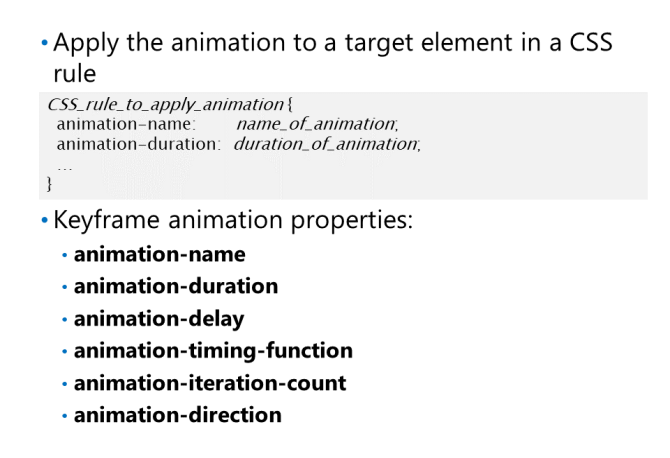 • Apply the animation to a target element in a CSS
rule
CSS_rule_to_apply_animation{
animation-name: name_of_animation;
animation-duration: duration_of_animation;
...
}
• Keyframe animation properties:
• animation-name
• animation-duration
• animation-delay
• animation-timing-function
• animation-iteration-count
• animation-direction